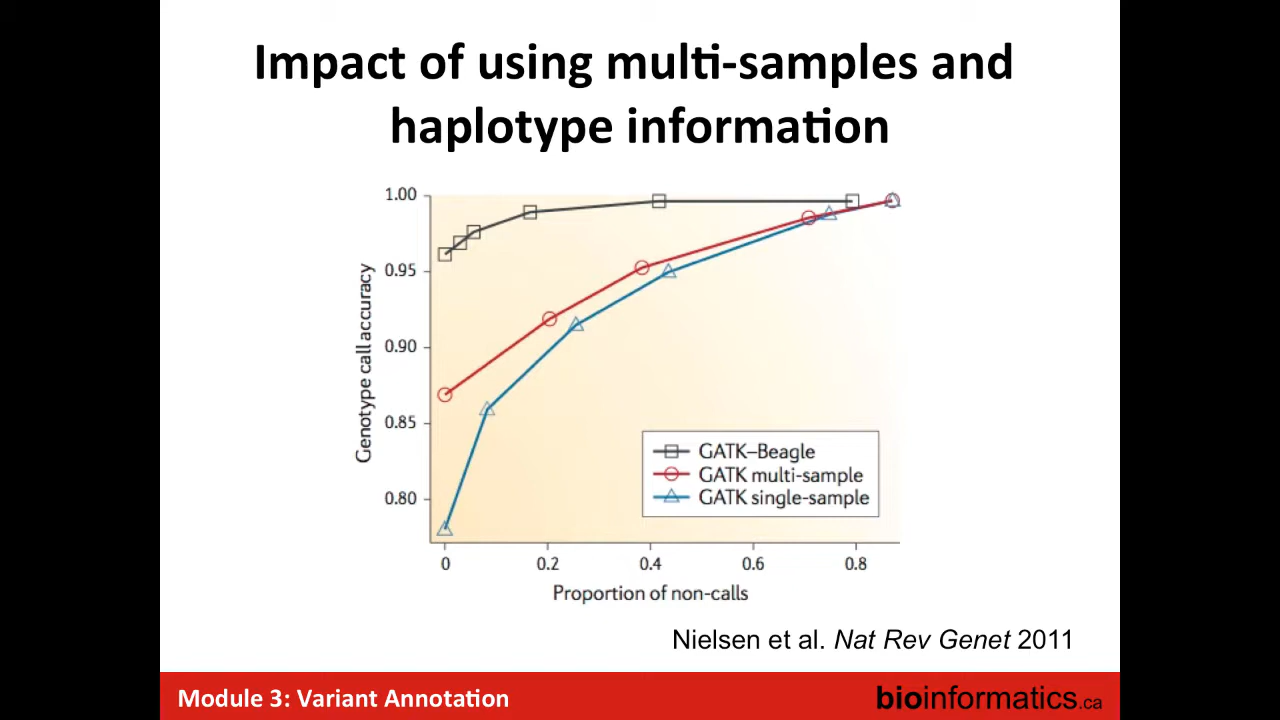 Impact of using multi-samples and
haplotype information
Genotype call accuracy
1.00
0.95
0.90
0.85
0.80
GATK–Beagle
GATK multi-sample
GATK single-sample
0 0.2 0.4 0.6 0.8
Proportion of non-calls
Nielsen et al. Nat Rev Genet 2011
Module 3: Variant Annotation
bioinformatics.ca